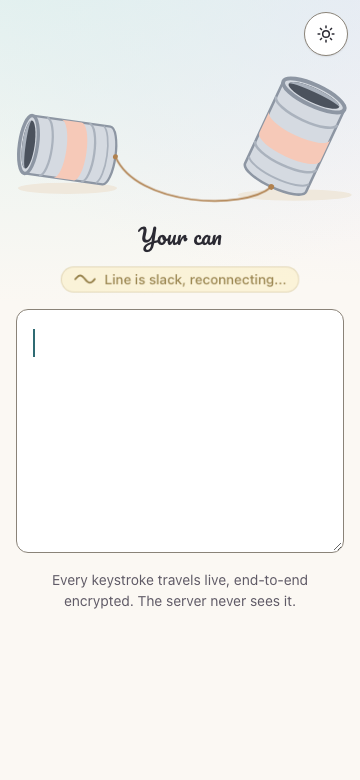 Your can
Line is slack, reconnecting...
Every keystroke travels live, end-to-end
encrypted. The server never sees it.